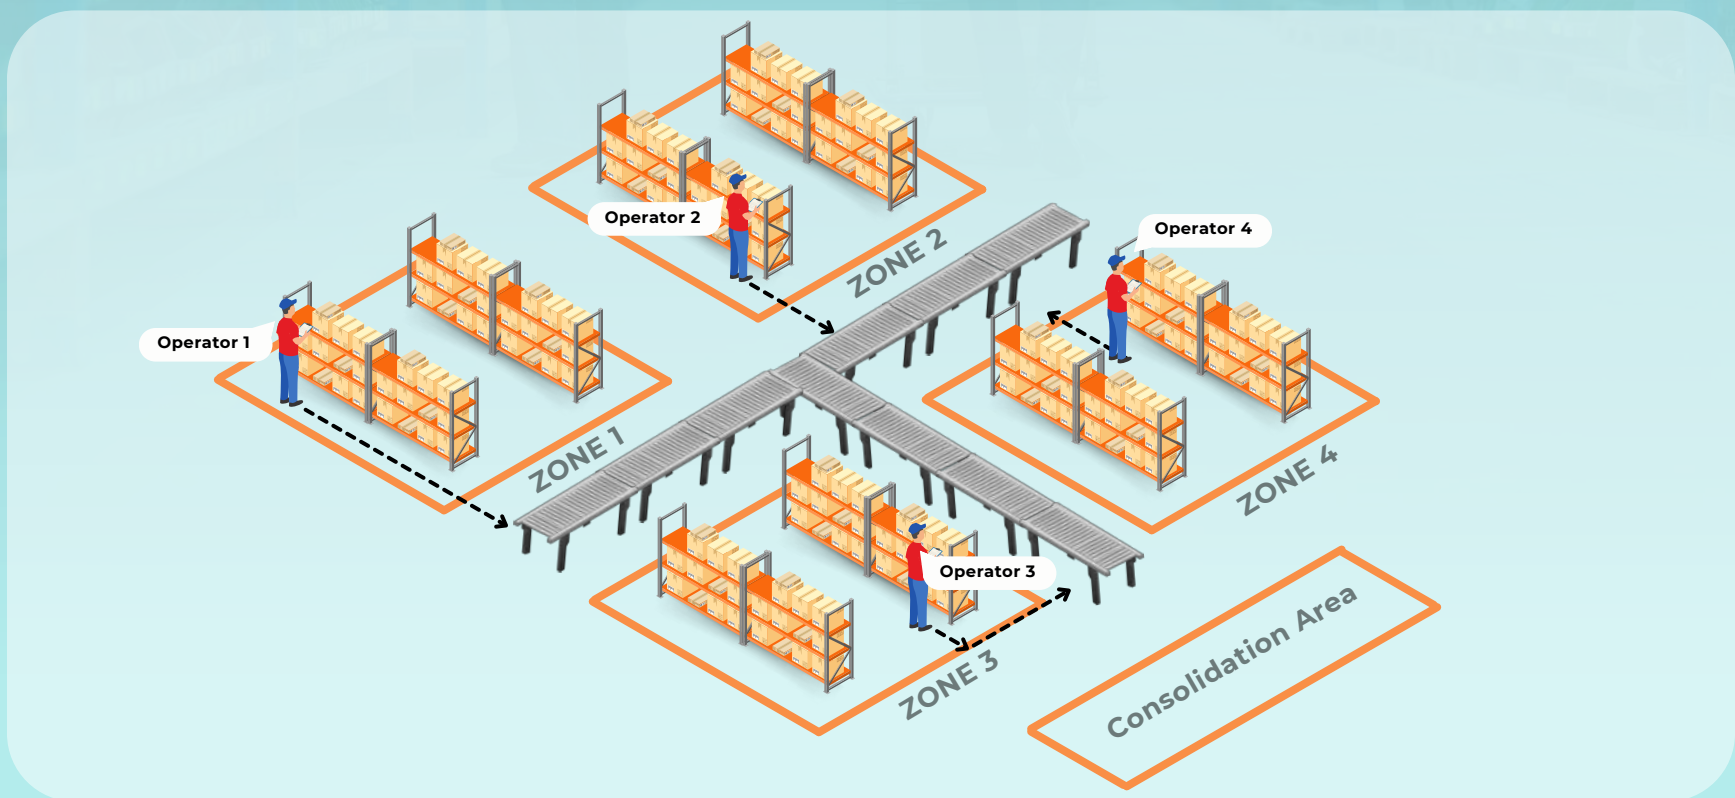 Operator 2
Operator 4
ZONE 2
Operator 1
ZONE 1
ZONE 4
Operator 3
ZONE 3
Consolidation Area